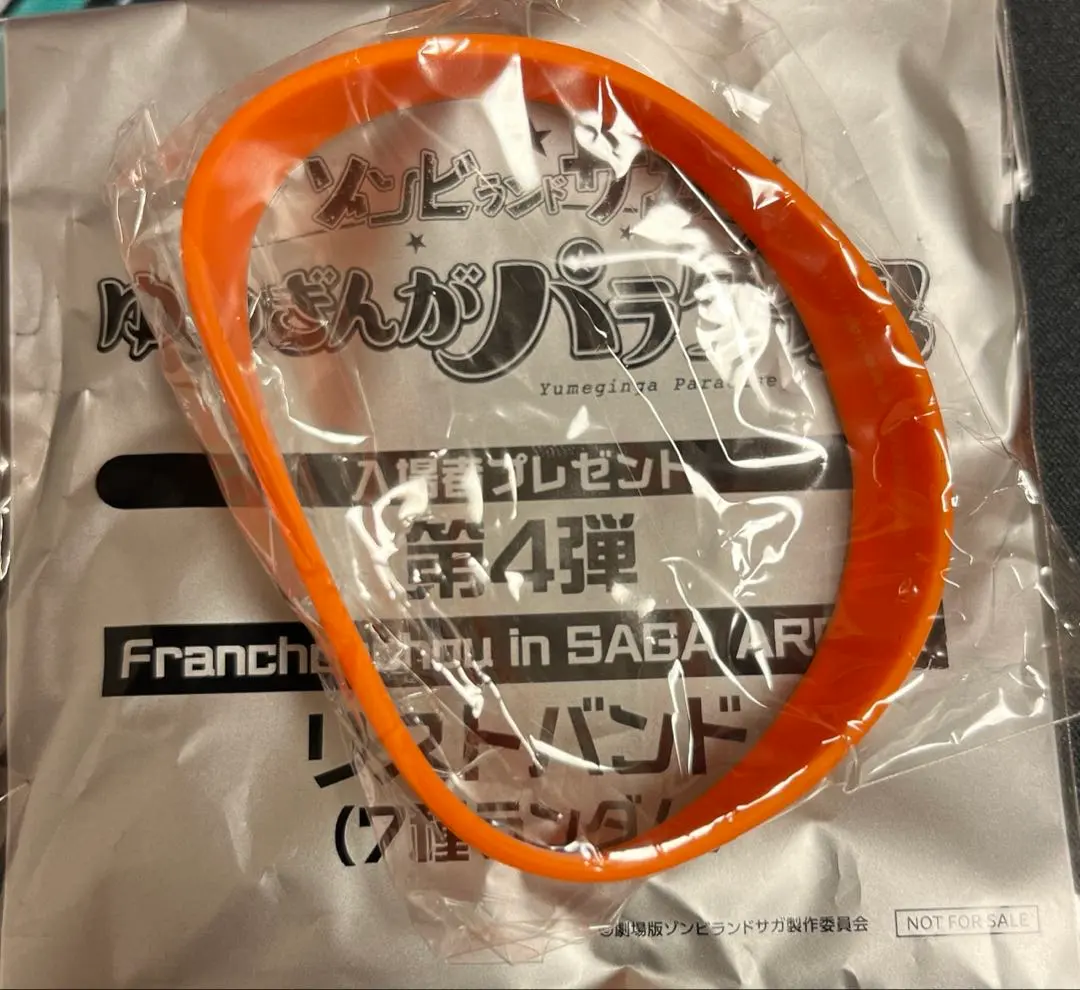 ゾンビランドサガ
ゆめぎんがパラダイス
Yumeginga Paradise
入場者プレゼント
第4弾
Franchouchou in SAGA ARENA
リストバンド
(7種ランダム)
©劇場版ゾンビランドサガ製作委員会
NOT FOR SALE